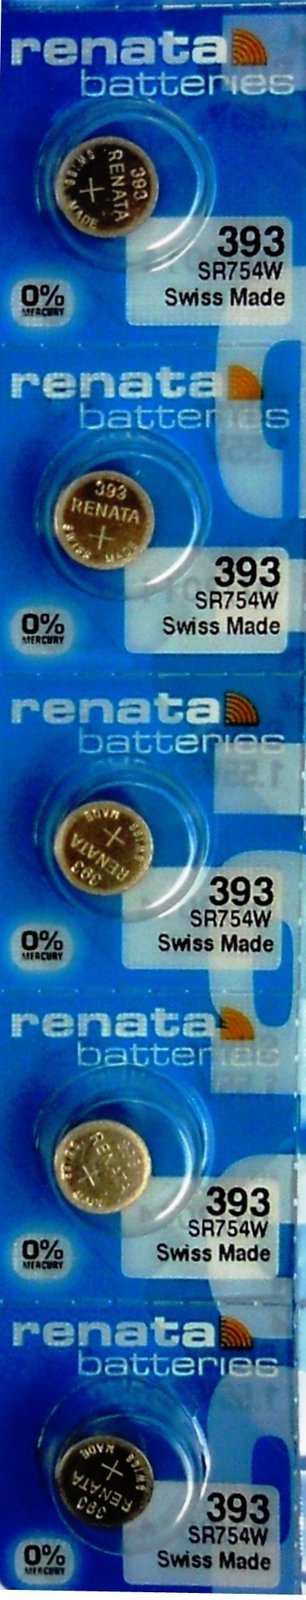 renata
batteries
393
RENATA
SWISS
MADE
393
SR754W
Swiss Made
0%
MERCURY
renata
batteries
393
RENATA
SWISS MADE
393
SR754W
Swiss Made
0%
MERCURY
renata
batteries
393
RENATA
SWISS
MADE
393
SR754W
Swiss Made
0%
MERCURY
renata
batteries
RENATA
393
SR754W
Swiss Made
0%
MERCURY
renata
batteries
393
RENATA
SWISS
MADE
393
SR754W
Swiss Made
0%
MERCURY